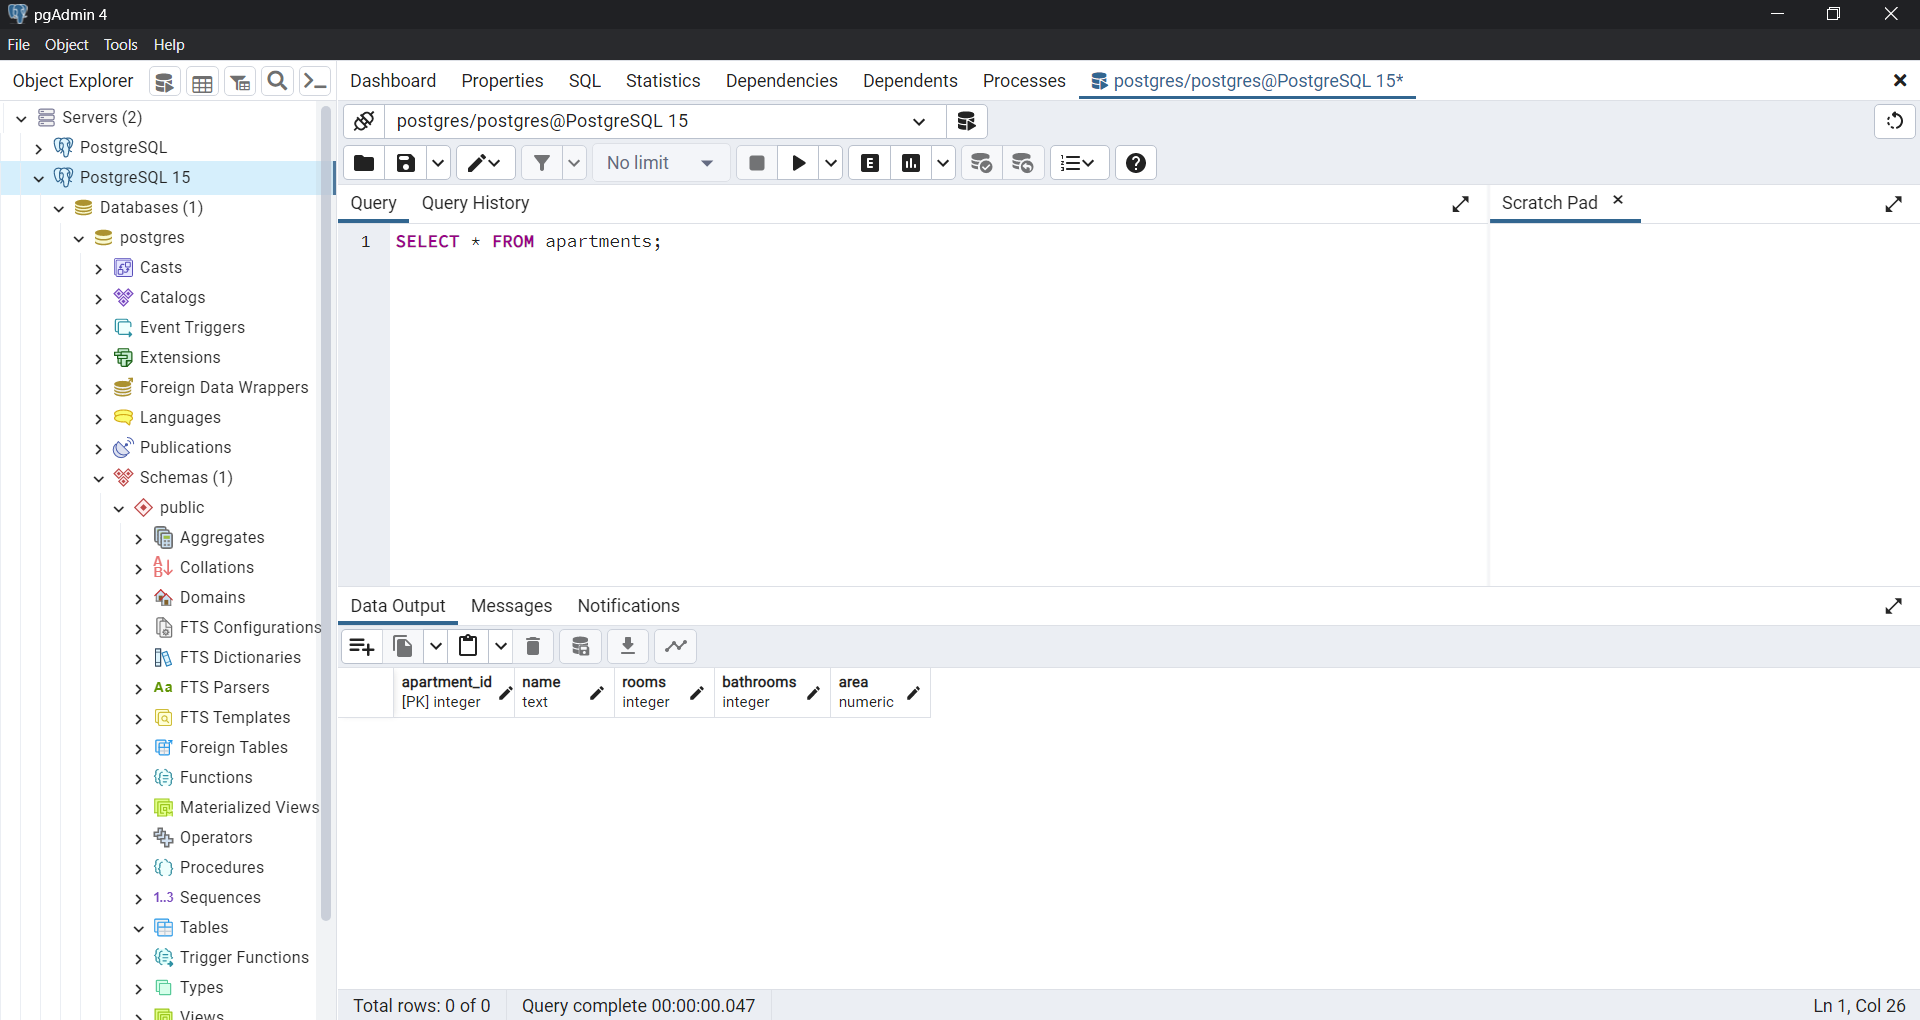 pgAdmin 4
File Object Tools Help
Object Explorer
Dashboard Properties SQL Statistics Dependencies Dependents Processes postgres/postgres@PostgreSQL 15*
Servers (2)
PostgreSQL
PostgreSQL 15
Databases (1)
postgres
Casts
Catalogs
Event Triggers
Extensions
Foreign Data Wrappers
Languages
Publications
Schemas (1)
public
Aggregates
Collations
Domains
FTS Configurations
FTS Dictionaries
Aa FTS Parsers
FTS Templates
Foreign Tables
Functions
Materialized Views
Operators
Procedures
1..3 Sequences
Tables
Trigger Functions
Types
Views
postgres/postgres@PostgreSQL 15
No limit
E
Query Query History
Scratch Pad
1 SELECT * FROM apartments;
Data Output Messages Notifications
apartment_id name rooms bathrooms area
[PK] integer text integer integer numeric
Total rows: 0 of 0 Query complete 00:00:00.047 Ln 1, Col 26